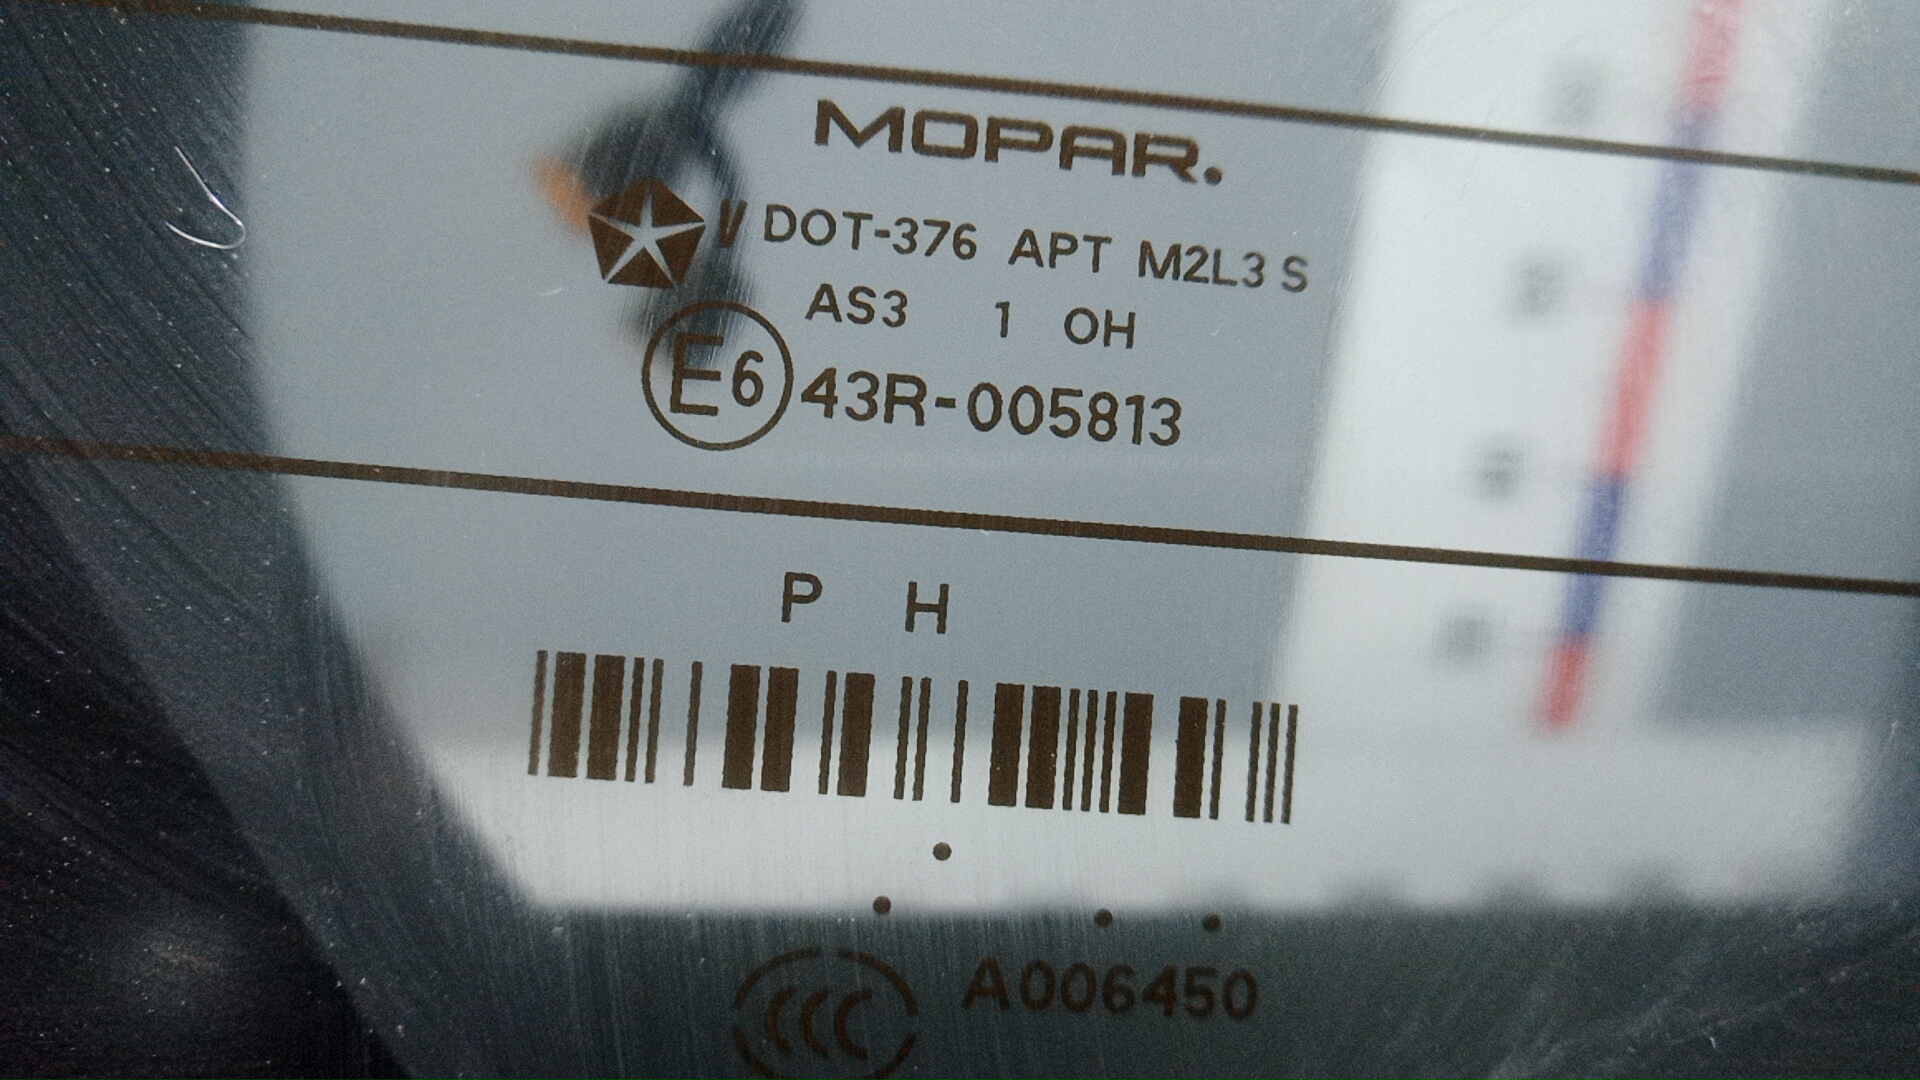 MOPAR.
V DOT-376 APT M2L3 S
AS3 1 OH
E6 43R-005813
P H
CCC A006450